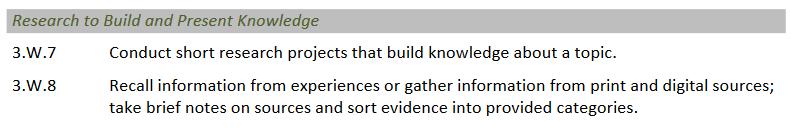 Research to Build and Present Knowledge
3.W.7 Conduct short research projects that build knowledge about a topic.
3.W.8 Recall information from experiences or gather information from print and digital sources;
take brief notes on sources and sort evidence into provided categories.